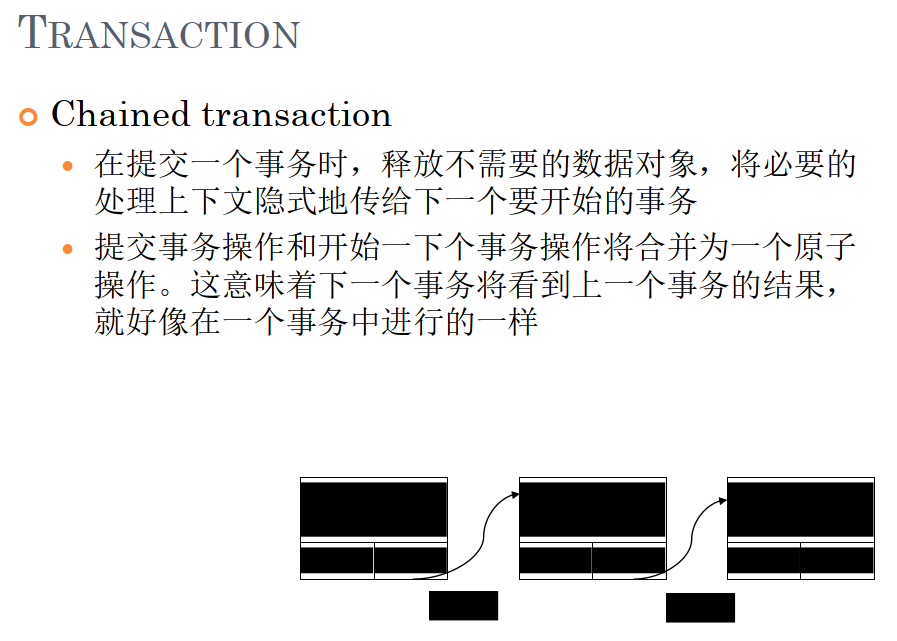 TRANSACTION
Chained transaction
在提交一个事务时，释放不需要的数据对象，将必要的
处理上下文隐式地传给下一个要开始的事务
提交事务操作和开始一下个事务操作将合并为一个原子
操作。这意味着下一个事务将看到上一个事务的结果，
就好像在一个事务中进行的一样